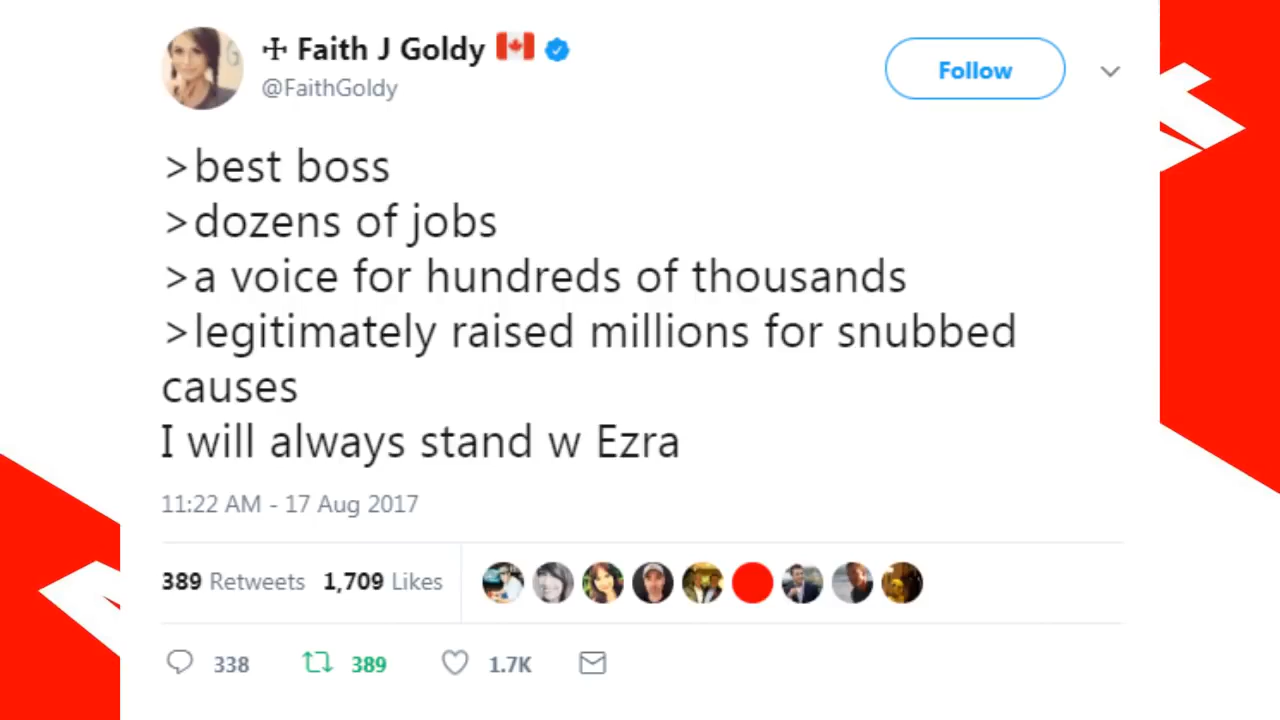 ☩ Faith J Goldy 🇨🇦
@FaithGoldy
Follow
>best boss
>dozens of jobs
>a voice for hundreds of thousands
>legitimately raised millions for snubbed
causes
I will always stand w Ezra
11:22 AM - 17 Aug 2017
389 Retweets 1,709 Likes
338 389 1.7K